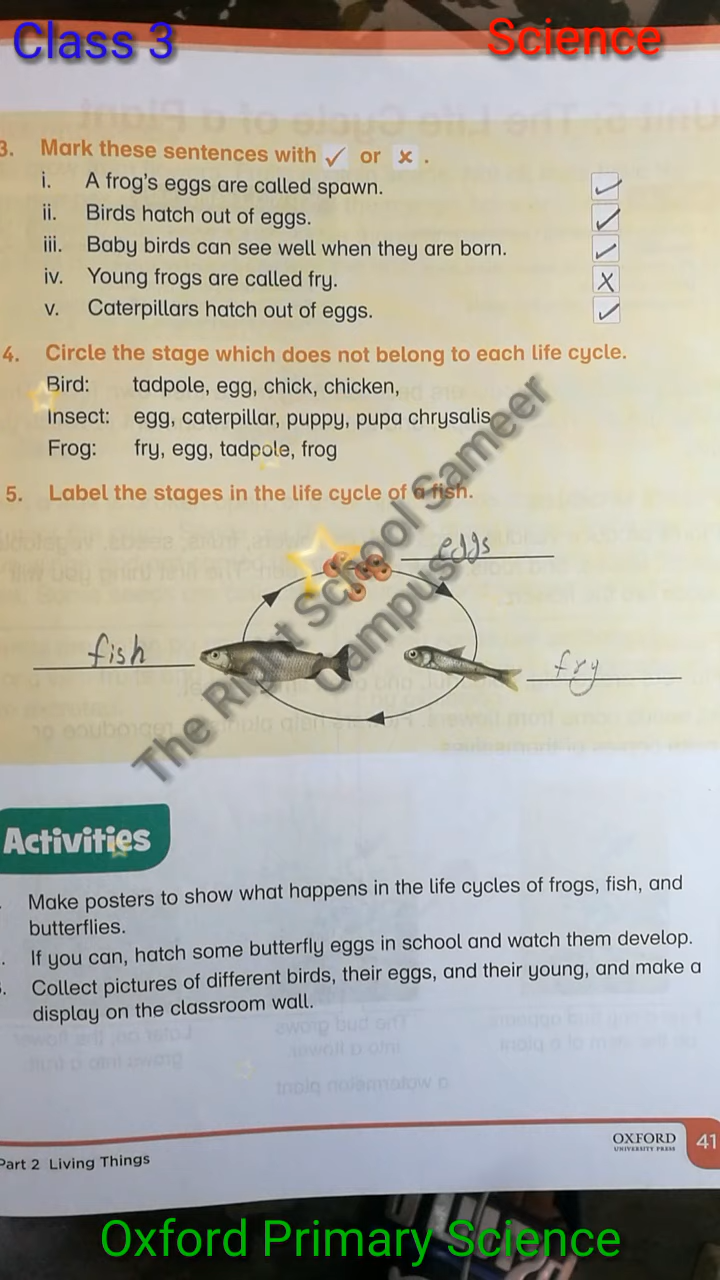 Class 3
Science
3. Mark these sentences with ✓ or x .
i. A frog's eggs are called spawn. ✓
ii. Birds hatch out of eggs. ✓
iii. Baby birds can see well when they are born. ✓
iv. Young frogs are called fry. X
v. Caterpillars hatch out of eggs. ✓
4. Circle the stage which does not belong to each life cycle.
Bird: tadpole, egg, chick, chicken,
Insect: egg, caterpillar, puppy, pupa chrysalis
Frog: fry, egg, tadpole, frog
5. Label the stages in the life cycle of a fish.
eggs
fish
fry
The Right School Sameer
Campus
Activities
Make posters to show what happens in the life cycles of frogs, fish, and
butterflies.
If you can, hatch some butterfly eggs in school and watch them develop.
Collect pictures of different birds, their eggs, and their young, and make a
display on the classroom wall.
Part 2 Living Things
OXFORD
UNIVERSITY PRESS
41
Oxford Primary Science